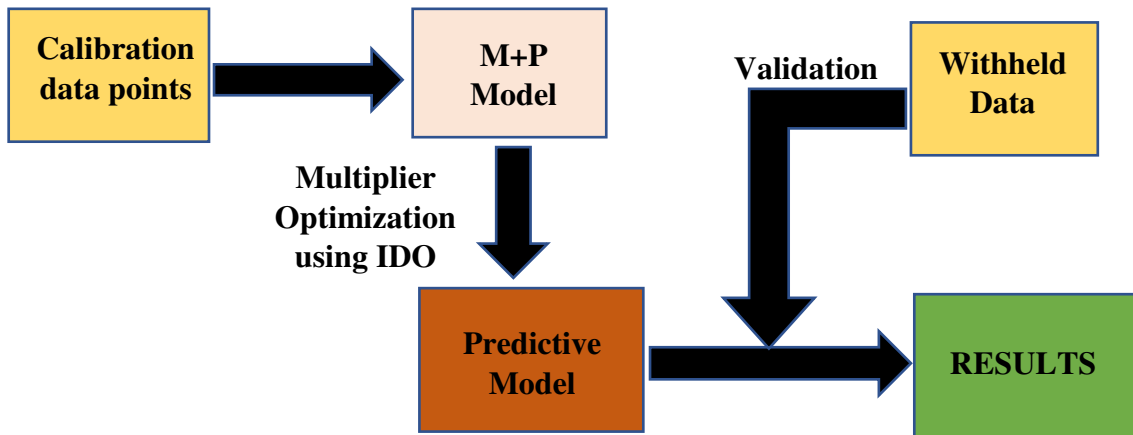 Calibration
data points
M+P
Model
Validation
Withheld
Data
Multiplier
Optimization
using IDO
Predictive
Model
RESULTS